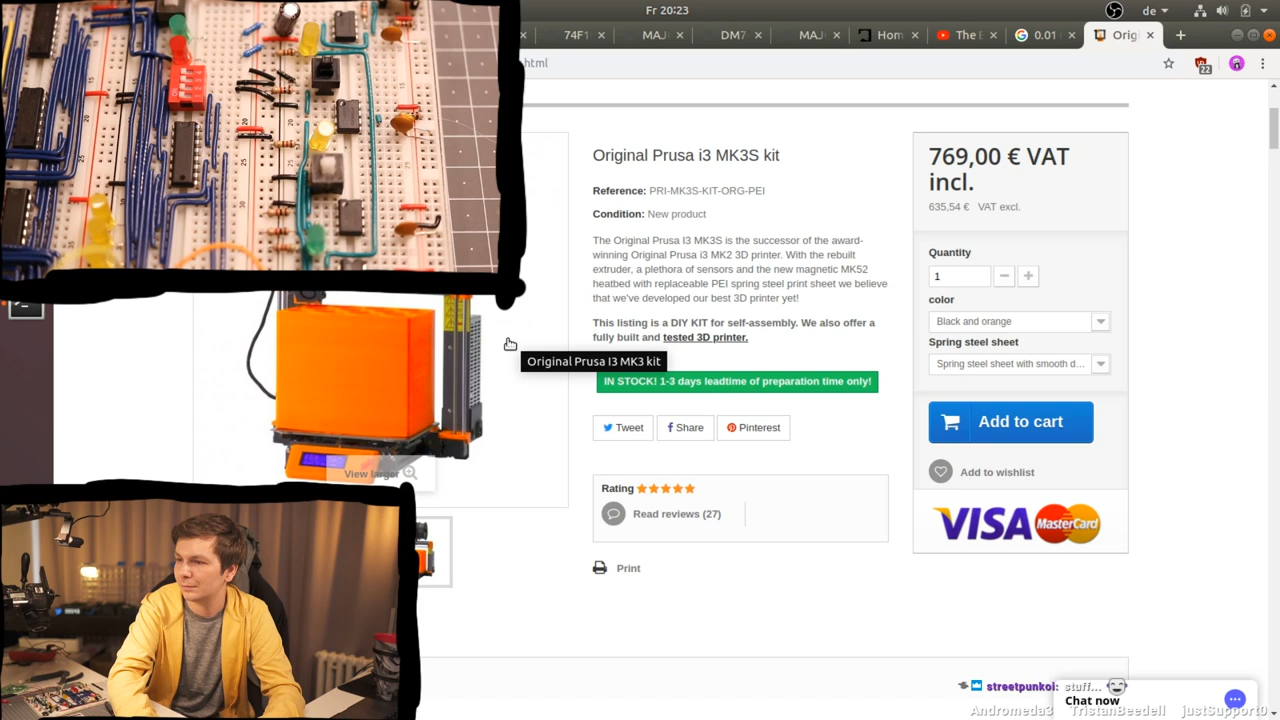 Fr 20:23
de
74F1
MAJ
DM7
MAJ
Hom
The E
0.01
Orig
html
22
Original Prusa i3 MK3S kit
Reference: PRI-MK3S-KIT-ORG-PEI
Condition: New product
The Original Prusa I3 MK3S is the successor of the award-
winning Original Prusa i3 MK2 3D printer. With the rebuilt
extruder, a plethora of sensors and the new magnetic MK52
heatbed with replaceable PEI spring steel print sheet we believe
that we've developed our best 3D printer yet!
This listing is a DIY KIT for self-assembly. We also offer a
fully built and tested 3D printer.
Original Prusa I3 MK3 kit
IN STOCK! 1-3 days leadtime of preparation time only!
Tweet
Share
Pinterest
View larger
Rating
Read reviews (27)
Print
769,00 € VAT
incl.
635,54 € VAT excl.
Quantity
1
color
Black and orange
Spring steel sheet
Spring steel sheet with smooth d...
Add to cart
Add to wishlist
VISA MasterCard
streetpunkoi: stuff...
Chat now
Andromeda3 TristanBeedell justSupport0